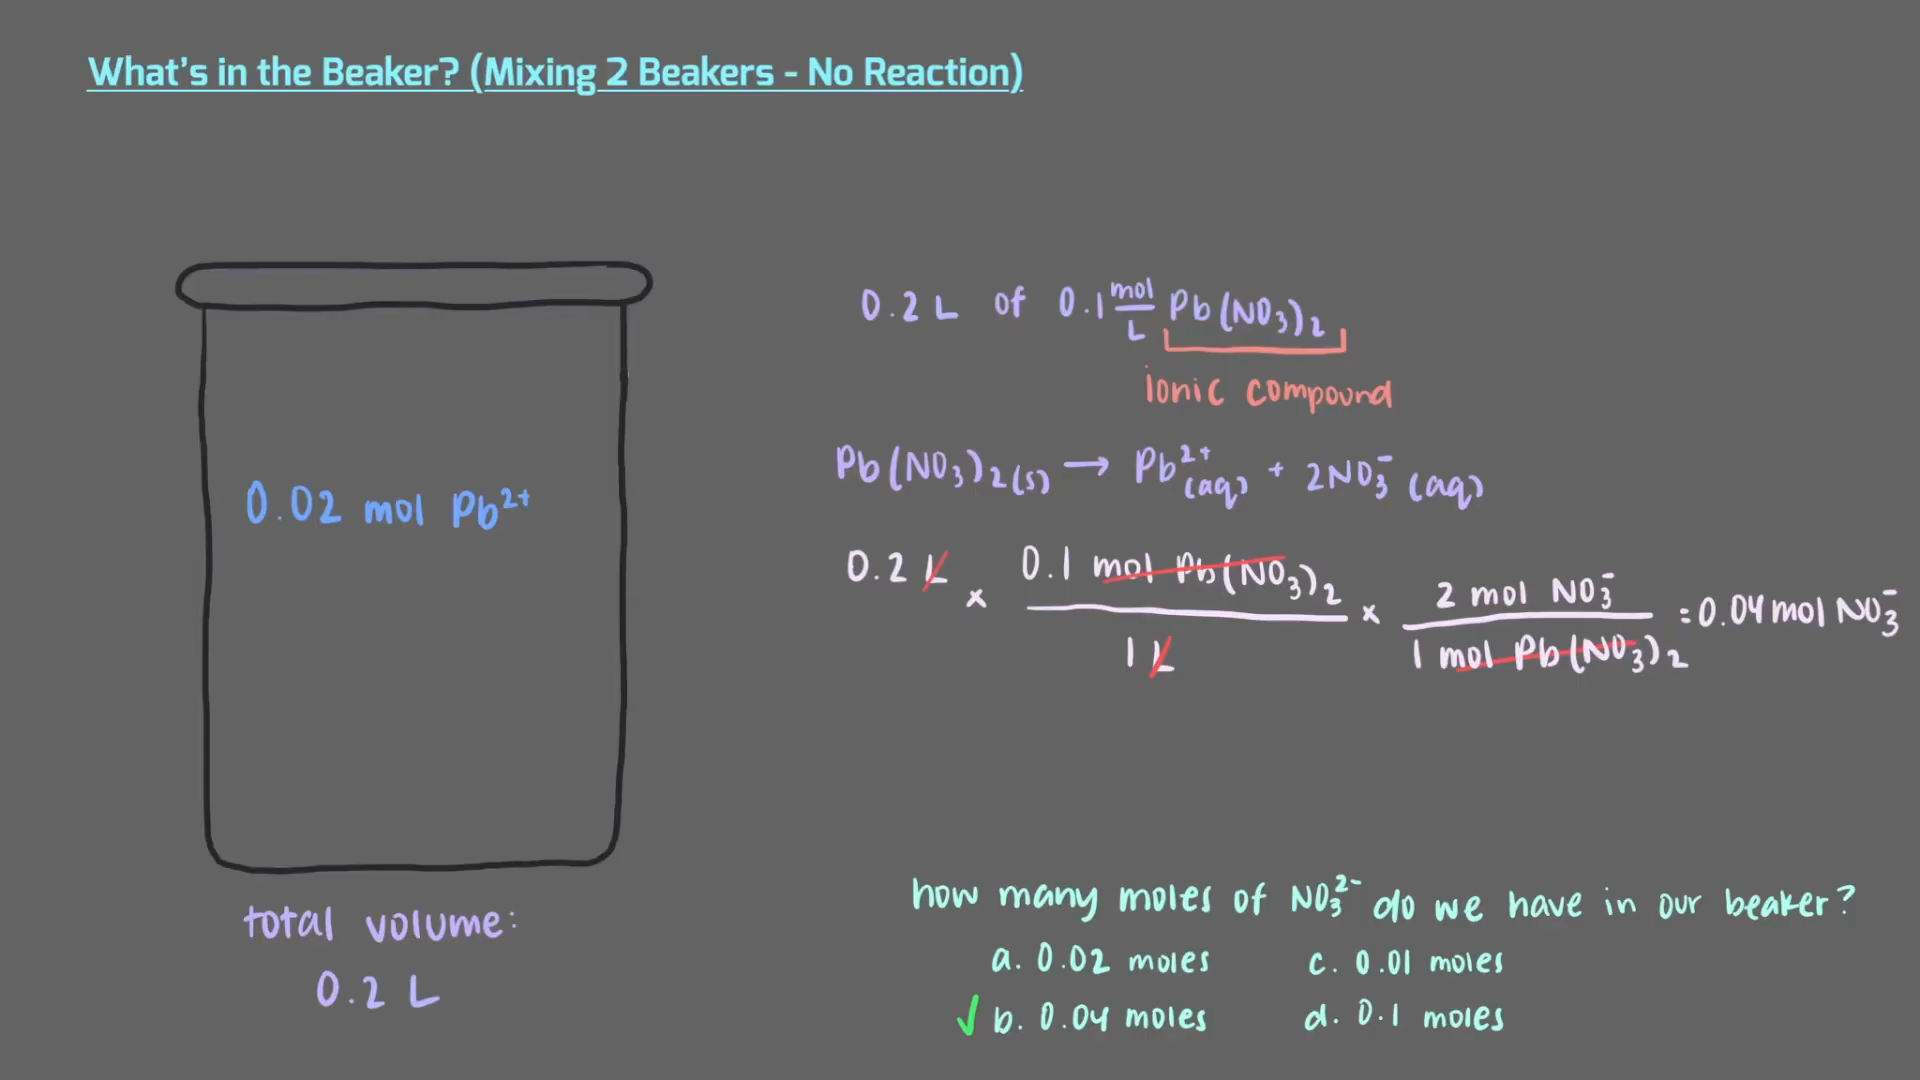 What's in the Beaker? (Mixing 2 Beakers - No Reaction)
0.02 mol Pb²⁺
total volume:
0.2 L
0.2 L of 0.1 mol/L Pb(NO₃)₂
ionic compound
Pb(NO₃)₂(s) → Pb²⁺(aq) + 2NO₃⁻(aq)
0.2 L × 0.1 mol Pb(NO₃)₂ / 1 L × 2 mol NO₃⁻ / 1 mol Pb(NO₃)₂ = 0.04 mol NO₃⁻
how many moles of NO₃²⁻ do we have in our beaker?
a. 0.02 moles c. 0.01 moles
✓ b. 0.04 moles d. 0.1 moles